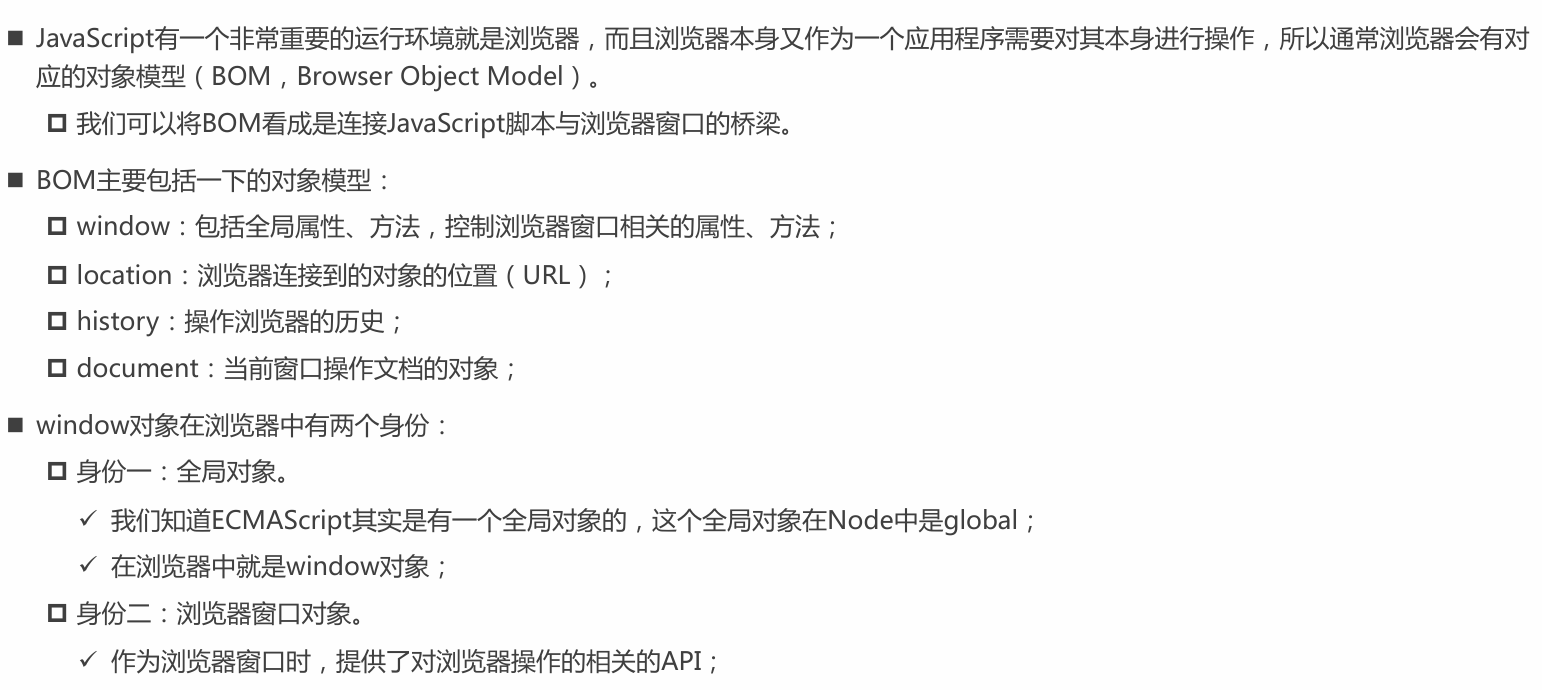 ■ JavaScript有一个非常重要的运行环境就是浏览器，而且浏览器本身又作为一个应用程序需要对其本身进行操作，所以通常浏览器会有对
应的对象模型（BOM，Browser Object Model）。
我们可以将BOM看成是连接JavaScript脚本与浏览器窗口的桥梁。
■ BOM主要包括一下的对象模型：
window：包括全局属性、方法，控制浏览器窗口相关的属性、方法；
location：浏览器连接到的对象的位置（URL）；
history：操作浏览器的历史；
document：当前窗口操作文档的对象；
■ window对象在浏览器中有两个身份：
身份一：全局对象。
✓ 我们知道ECMAScript其实是有一个全局对象的，这个全局对象在Node中是global；
✓ 在浏览器中就是window对象；
身份二：浏览器窗口对象。
✓ 作为浏览器窗口时，提供了对浏览器操作的相关的API；